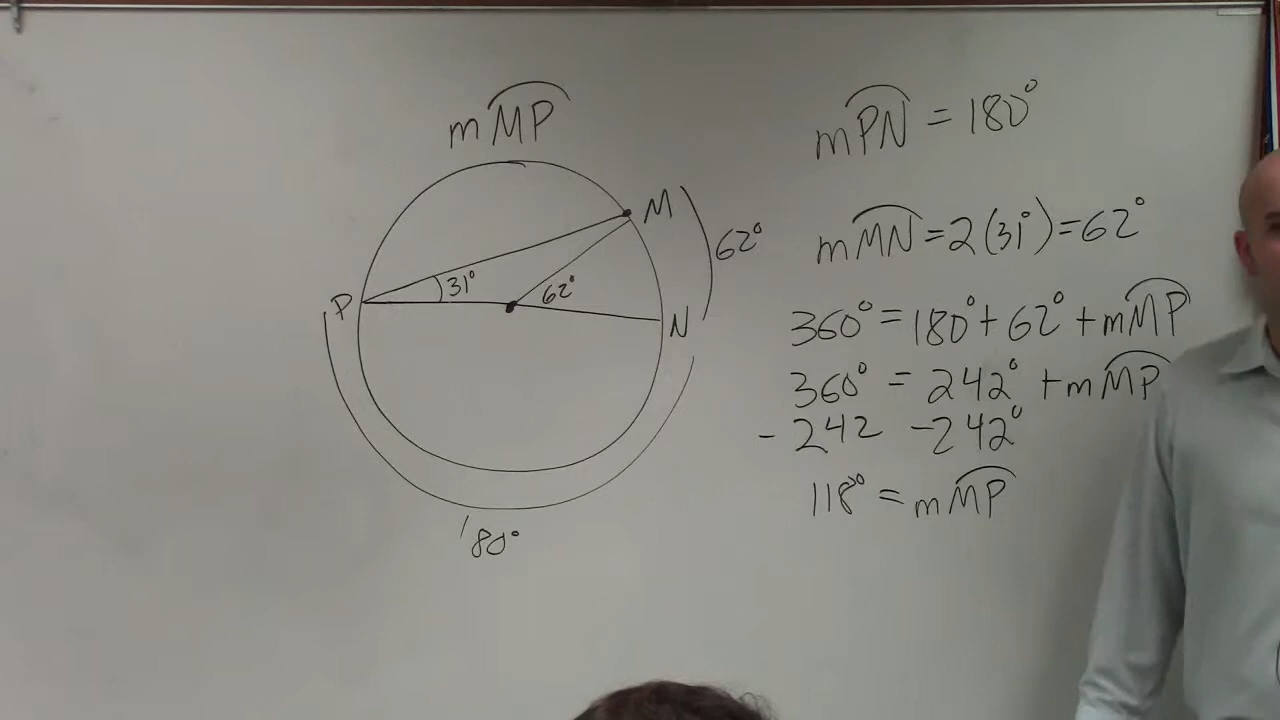 mMP
M
62°
P
31°
62°
N
180°
mPN = 180°
mMN = 2(31°) = 62°
360° = 180° + 62° + mMP
360° = 242° + mMP
- 242 - 242°
118° = mMP